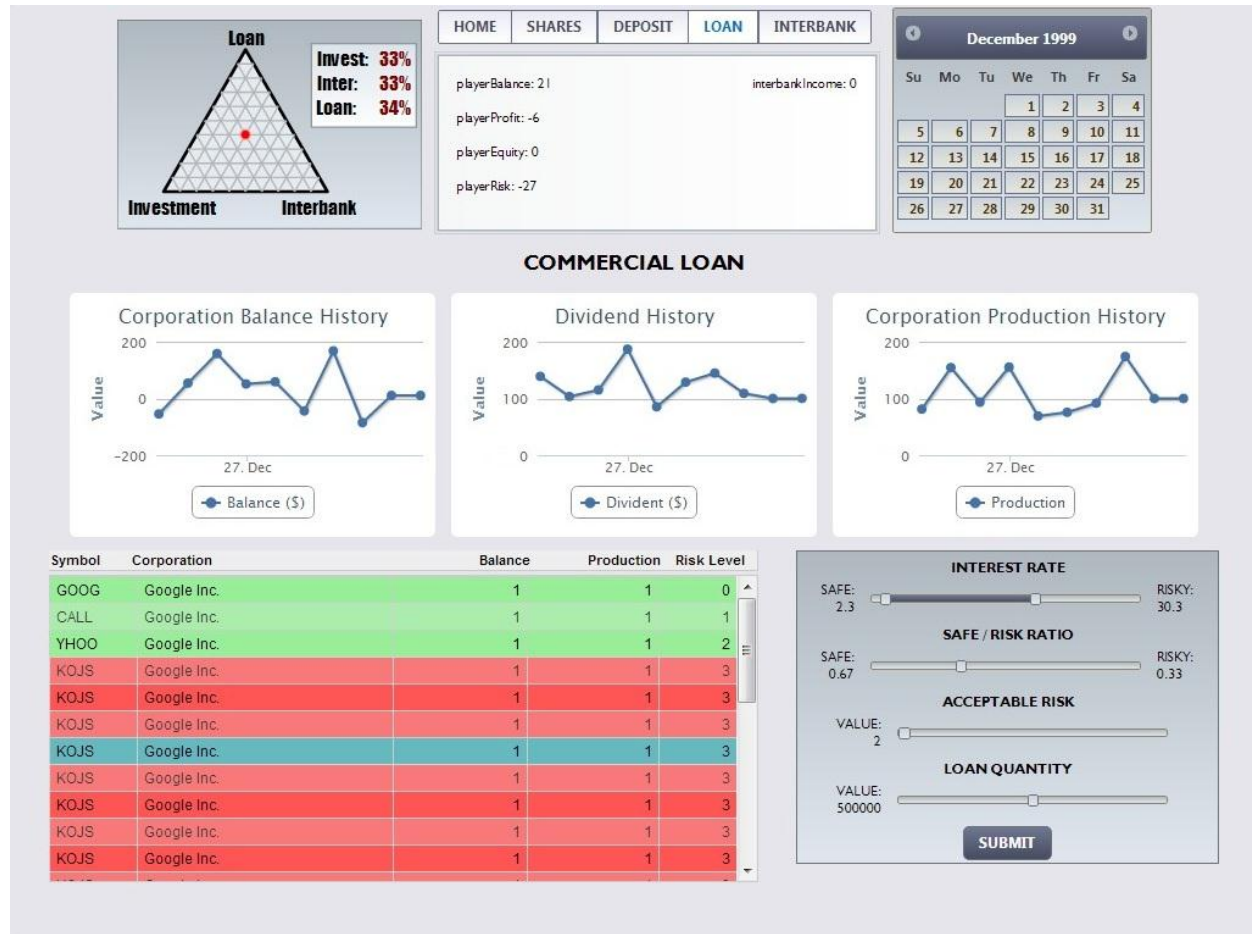 Loan
Invest: 33%
Inter: 33%
Loan: 34%
Investment Interbank
HOME SHARES DEPOSIT LOAN INTERBANK
playerBalance: 21 interbankIncome: 0
playerProfit: -6
playerEquity: 0
playerRisk: -27
December 1999
Su Mo Tu We Th Fr Sa
1 2 3 4
5 6 7 8 9 10 11
12 13 14 15 16 17 18
19 20 21 22 23 24 25
26 27 28 29 30 31
COMMERCIAL LOAN
Corporation Balance History
200
0
-200
Value
27. Dec
Balance ($)
Dividend History
200
100
0
Value
27. Dec
Divident ($)
Corporation Production History
200
100
0
Value
27. Dec
Production
Symbol Corporation Balance Production Risk Level
GOOG Google Inc. 1 1 0
CALL Google Inc. 1 1 1
YHOO Google Inc. 1 1 2
KOJS Google Inc. 1 1 3
KOJS Google Inc. 1 1 3
KOJS Google Inc. 1 1 3
KOJS Google Inc. 1 1 3
KOJS Google Inc. 1 1 3
KOJS Google Inc. 1 1 3
KOJS Google Inc. 1 1 3
KOJS Google Inc. 1 1 3
INTEREST RATE
SAFE: RISKY:
2.3 30.3
SAFE / RISK RATIO
SAFE: RISKY:
0.67 0.33
ACCEPTABLE RISK
VALUE:
2
LOAN QUANTITY
VALUE:
500000
SUBMIT